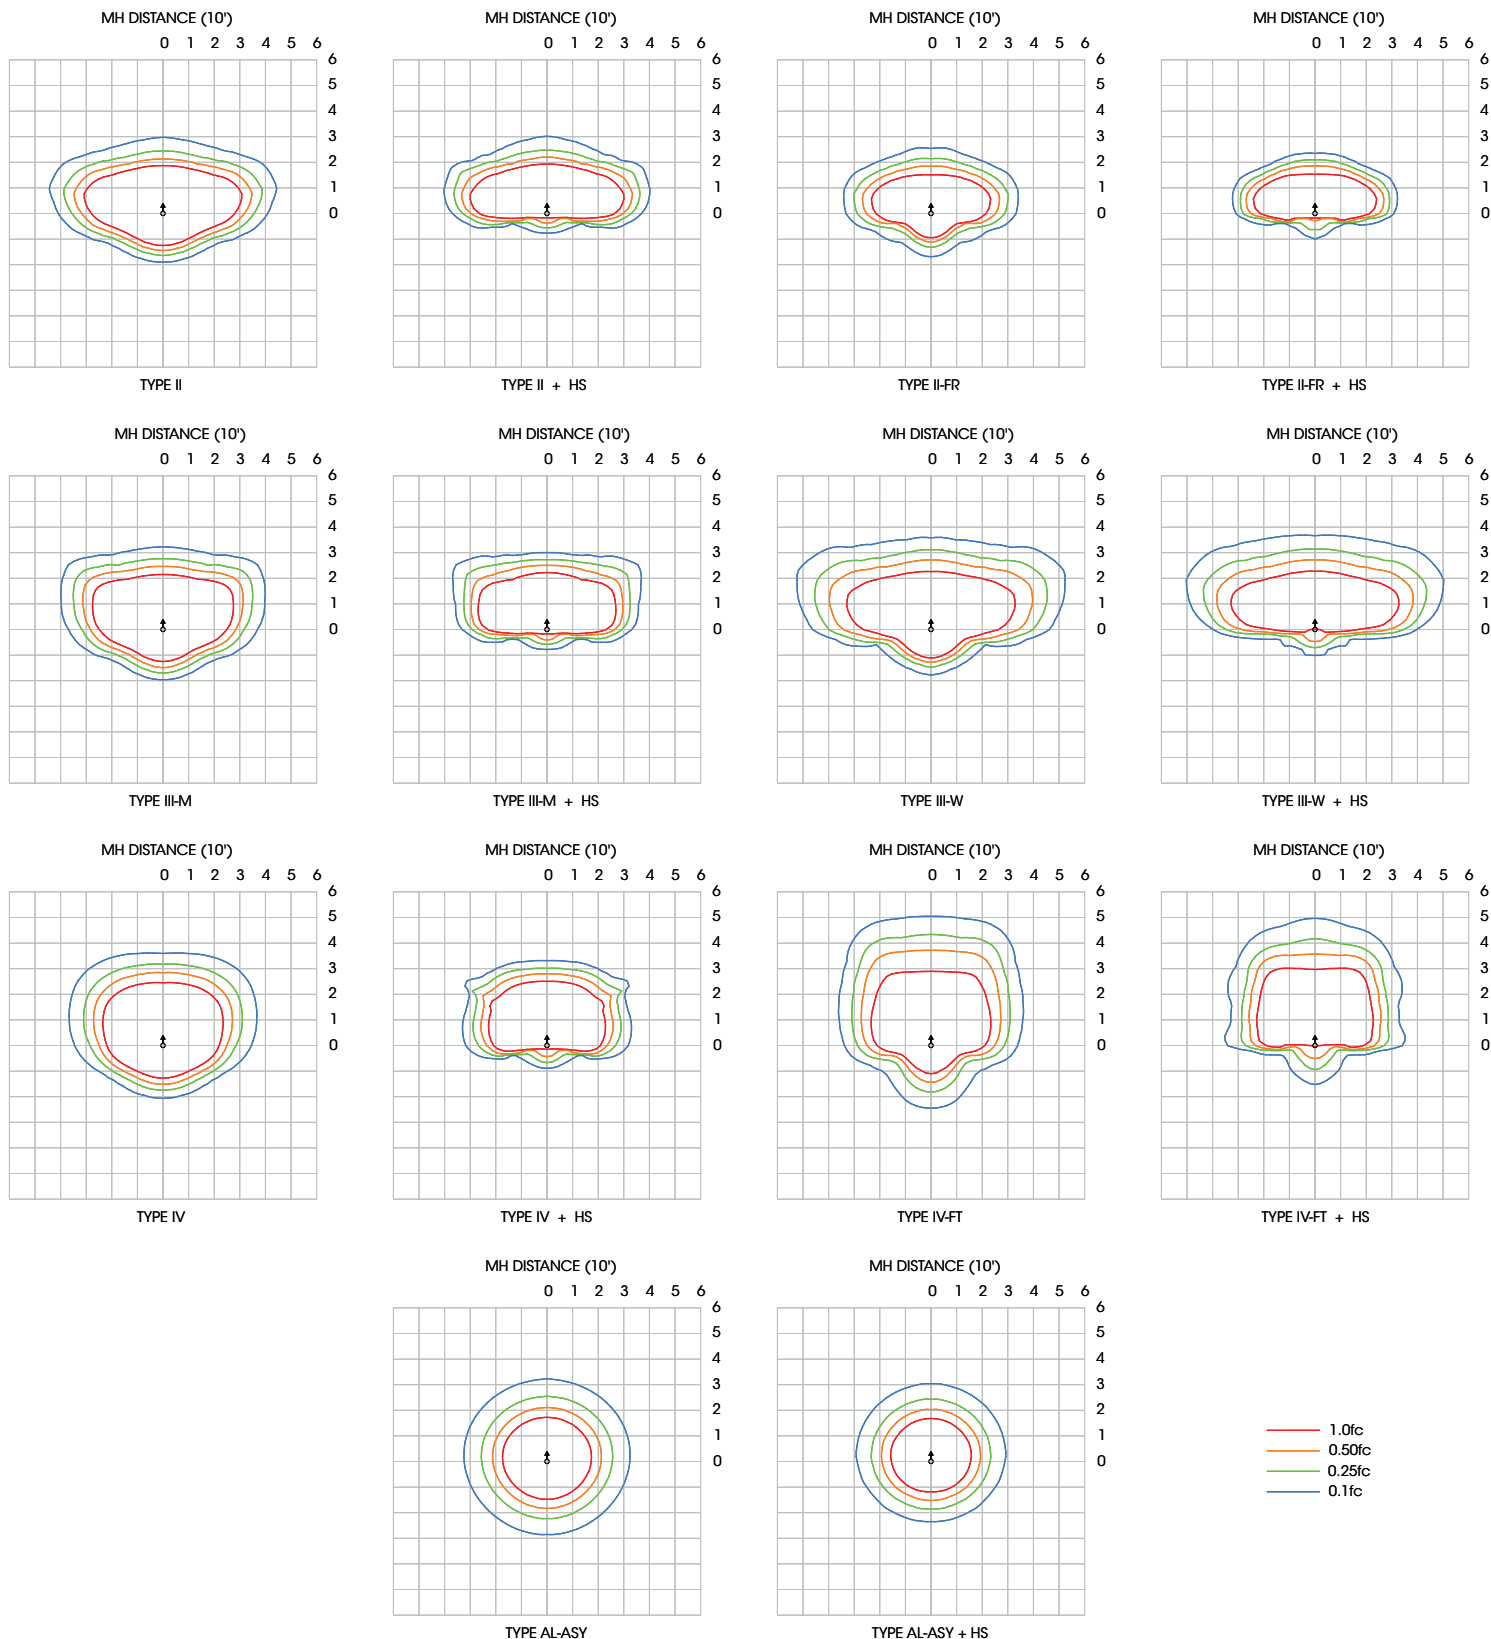 MH DISTANCE (10') MH DISTANCE (10') MH DISTANCE (10') MH DISTANCE (10')
0 1 2 3 4 5 6 0 1 2 3 4 5 6 0 1 2 3 4 5 6 0 1 2 3 4 5 6
6 6 6 6
5 5 5 5
4 4 4 4
3 3 3 3
2 2 2 2
1 1 1 1
0 0 0 0
TYPE II TYPE II + HS TYPE II-FR TYPE II-FR + HS
MH DISTANCE (10') MH DISTANCE (10') MH DISTANCE (10') MH DISTANCE (10')
0 1 2 3 4 5 6 0 1 2 3 4 5 6 0 1 2 3 4 5 6 0 1 2 3 4 5 6
6 6 6 6
5 5 5 5
4 4 4 4
3 3 3 3
2 2 2 2
1 1 1 1
0 0 0 0
TYPE III-M TYPE III-M + HS TYPE III-W TYPE III-W + HS
MH DISTANCE (10') MH DISTANCE (10') MH DISTANCE (10') MH DISTANCE (10')
0 1 2 3 4 5 6 0 1 2 3 4 5 6 0 1 2 3 4 5 6 0 1 2 3 4 5 6
6 6 6 6
5 5 5 5
4 4 4 4
3 3 3 3
2 2 2 2
1 1 1 1
0 0 0 0
TYPE IV TYPE IV + HS TYPE IV-FT TYPE IV-FT + HS
MH DISTANCE (10') MH DISTANCE (10')
0 1 2 3 4 5 6 0 1 2 3 4 5 6
6 6
5 5
4 4
3 3
2 2
1 1
0 0
TYPE AL-ASY TYPE AL-ASY + HS
1.0fc
0.50fc
0.25fc
0.1fc